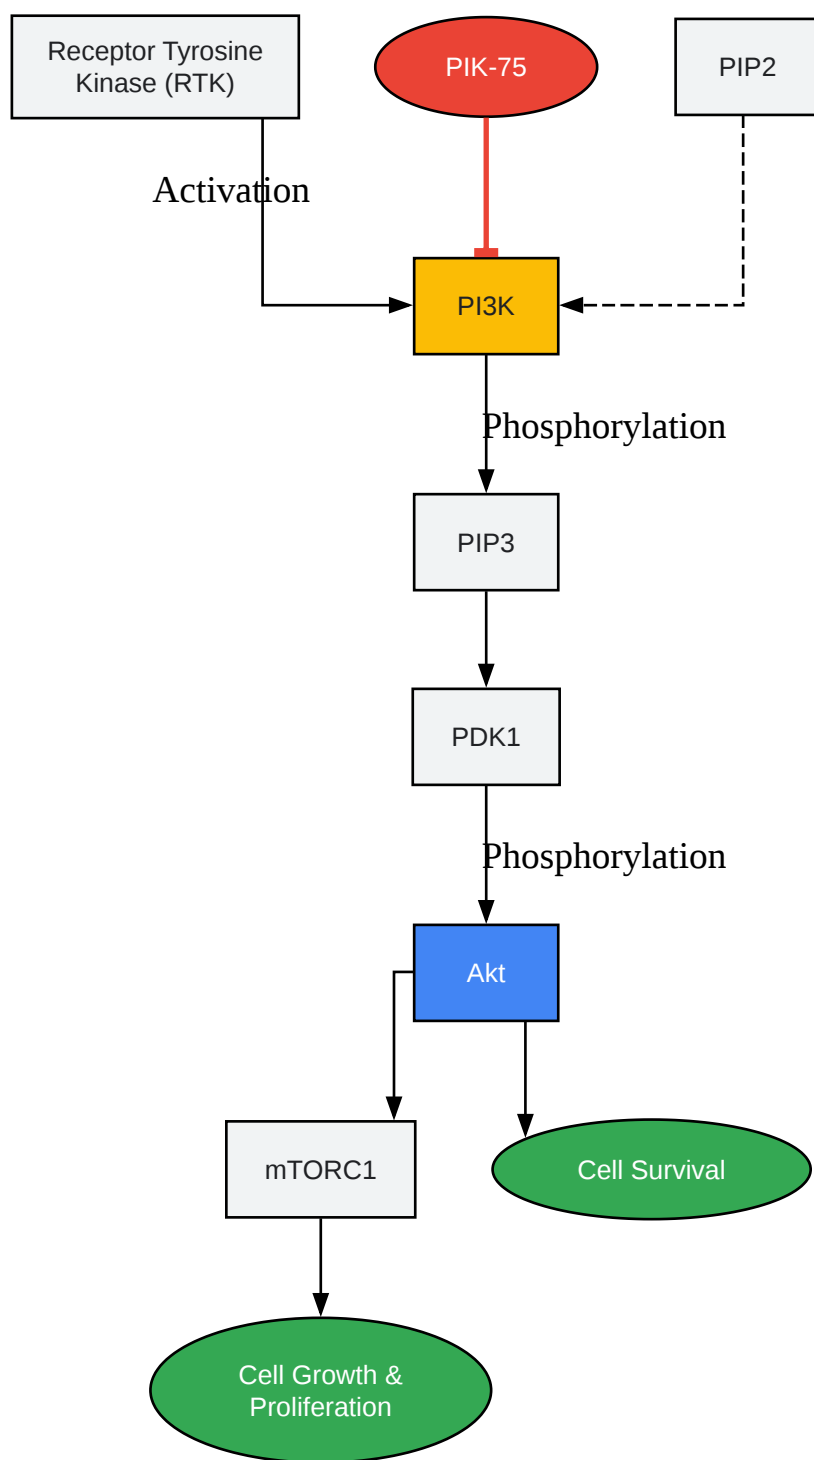 Receptor Tyrosine
Kinase (RTK)
PIK-75
PIP2
Activation
PI3K
Phosphorylation
PIP3
PDK1
Phosphorylation
Akt
mTORC1
Cell Survival
Cell Growth &
Proliferation